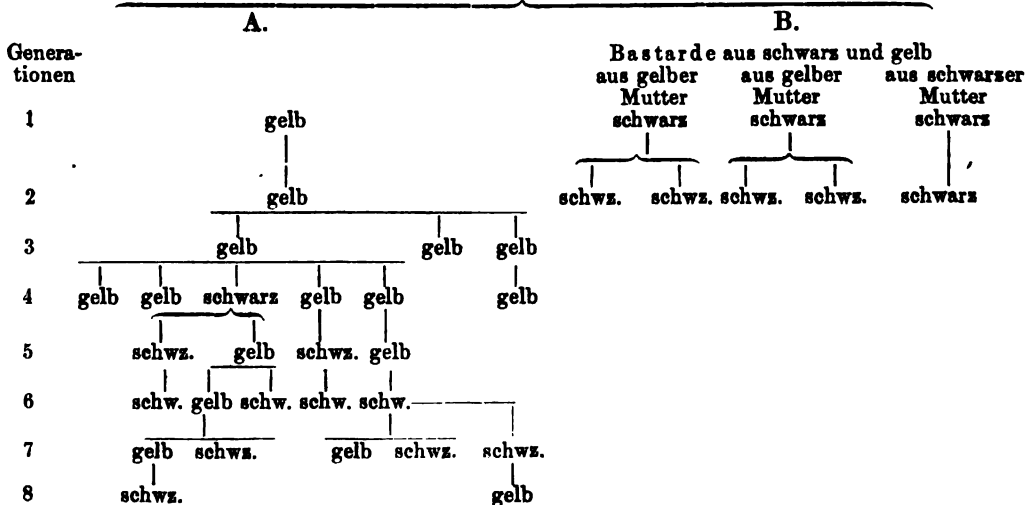 A. B.
Genera- Bastarde aus schwarz und gelb
tionen aus gelber aus gelber aus schwarzer
Mutter Mutter Mutter
1 gelb schwarz schwarz schwarz
2 gelb schwz. schwz. schwz. schwz. schwarz
3 gelb gelb gelb
4 gelb gelb schwarz gelb gelb gelb
5 schwz. gelb schwz. gelb
6 schw. gelb schw. schw. schw.
7 gelb schwz. gelb schwz. schwz.
8 schwz. gelb